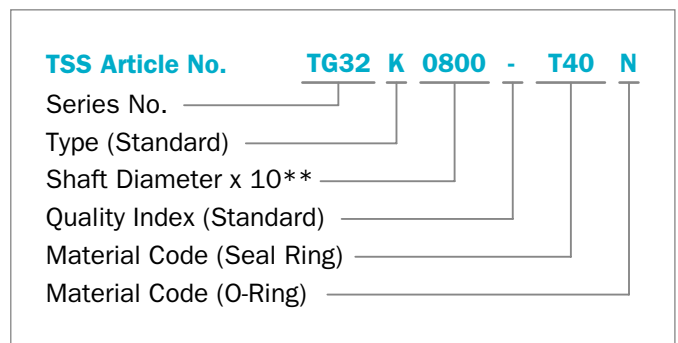 TSS Article No. TG32 K 0800 - T40 N
Series No.
Type (Standard)
Shaft Diameter x 10**
Quality Index (Standard)
Material Code (Seal Ring)
Material Code (O-Ring)